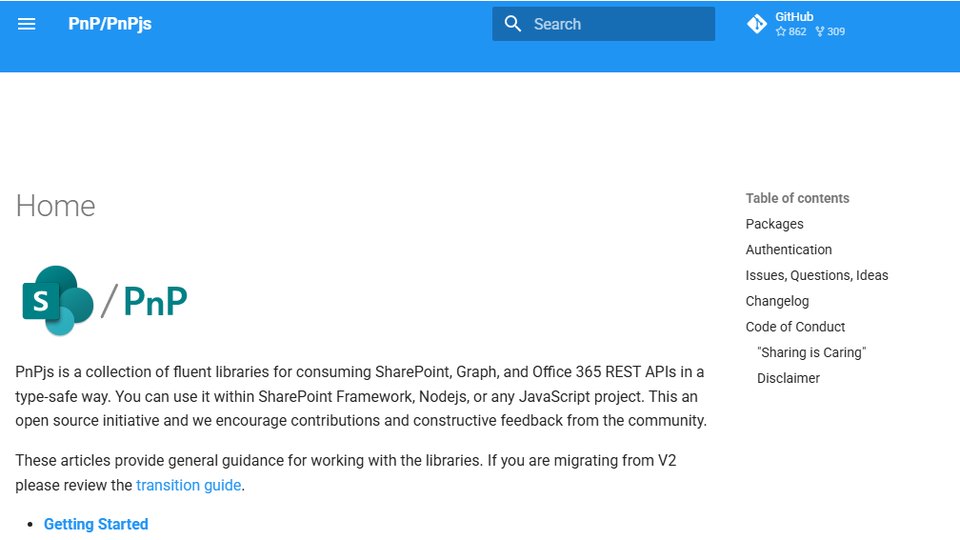 PnP/PnPjs
Search
GitHub
862 309
Home
S / PnP
PnPjs is a collection of fluent libraries for consuming SharePoint, Graph, and Office 365 REST APIs in a
type-safe way. You can use it within SharePoint Framework, Nodejs, or any JavaScript project. This an
open source initiative and we encourage contributions and constructive feedback from the community.
These articles provide general guidance for working with the libraries. If you are migrating from V2
please review the transition guide.
• Getting Started
Table of contents
Packages
Authentication
Issues, Questions, Ideas
Changelog
Code of Conduct
"Sharing is Caring"
Disclaimer